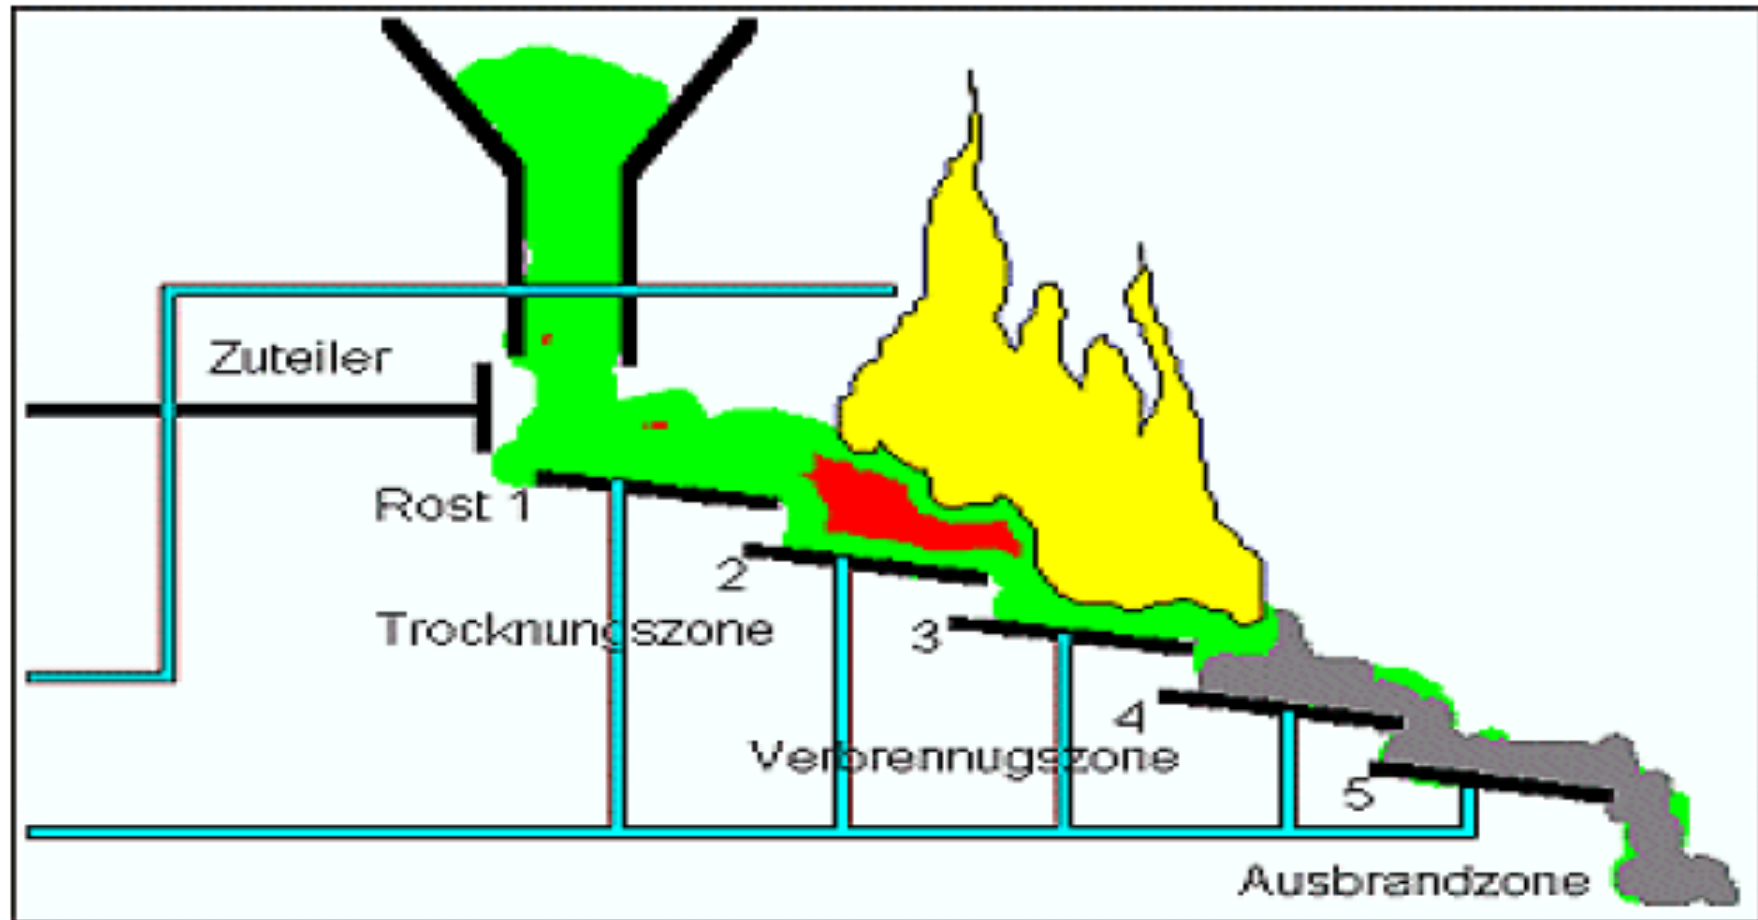 Zuteiler
Rost 1
2
Trocknungszone
3
4
Verbrennugszone
5
Ausbrandzone